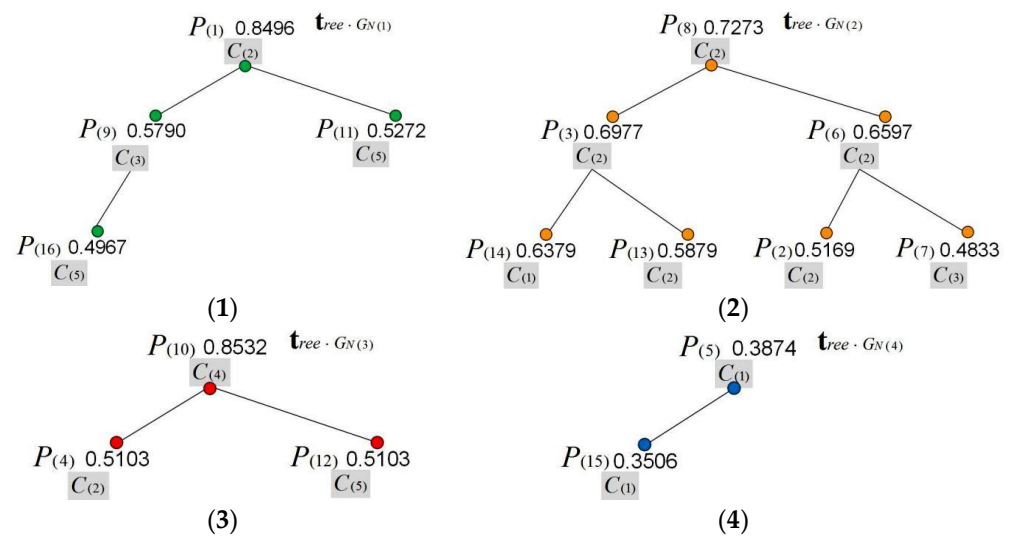 P(1) 0.8496 tree · GN(1)
C(2)
P(9) 0.5790 P(11) 0.5272
C(3) C(5)
P(16) 0.4967
C(5)
(1)
P(8) 0.7273 tree · GN(2)
C(2)
P(3) 0.6977 P(6) 0.6597
C(2) C(2)
P(14) 0.6379 P(13) 0.5879 P(2) 0.5169 P(7) 0.4833
C(1) C(2) C(2) C(3)
(2)
P(10) 0.8532 tree · GN(3)
C(4)
P(4) 0.5103 P(12) 0.5103
C(2) C(5)
(3)
P(5) 0.3874 tree · GN(4)
C(1)
P(15) 0.3506
C(1)
(4)